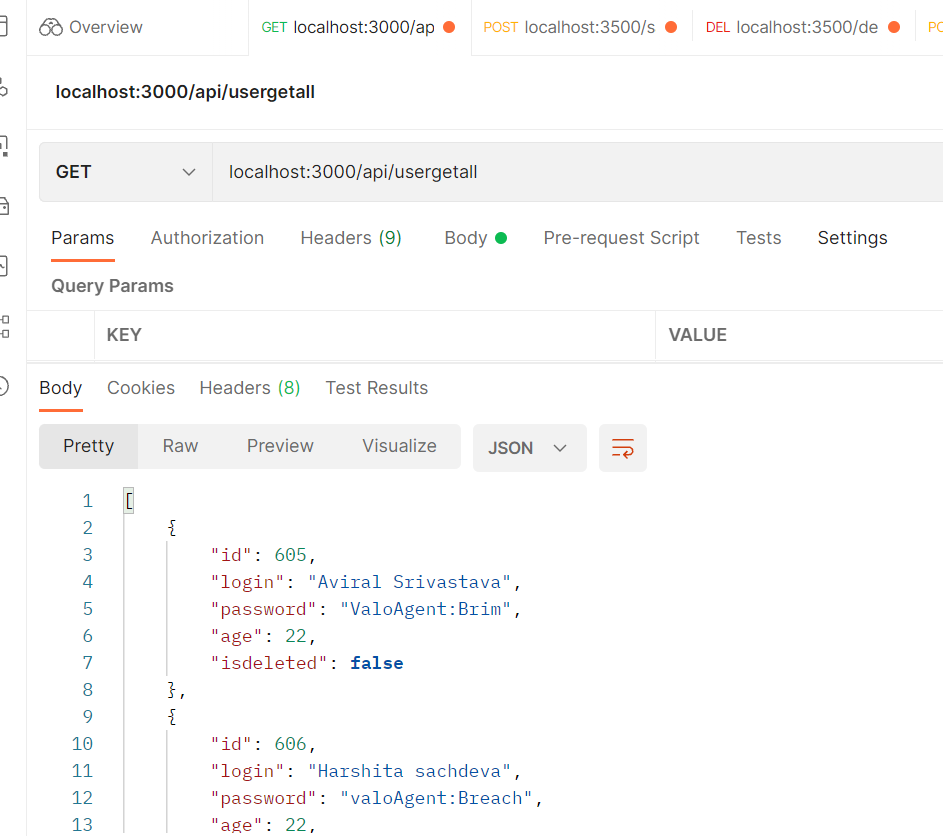 Overview GET localhost:3000/ap POST localhost:3500/s DEL localhost:3500/de PO
localhost:3000/api/usergetall
GET localhost:3000/api/usergetall
Params Authorization Headers (9) Body Pre-request Script Tests Settings
Query Params
KEY VALUE
Body Cookies Headers (8) Test Results
Pretty Raw Preview Visualize JSON
1 [
2 {
3 "id": 605,
4 "login": "Aviral Srivastava",
5 "password": "ValoAgent:Brim",
6 "age": 22,
7 "isdeleted": false
8 },
9 {
10 "id": 606,
11 "login": "Harshita sachdeva",
12 "password": "valoAgent:Breach",
13 "age": 22,